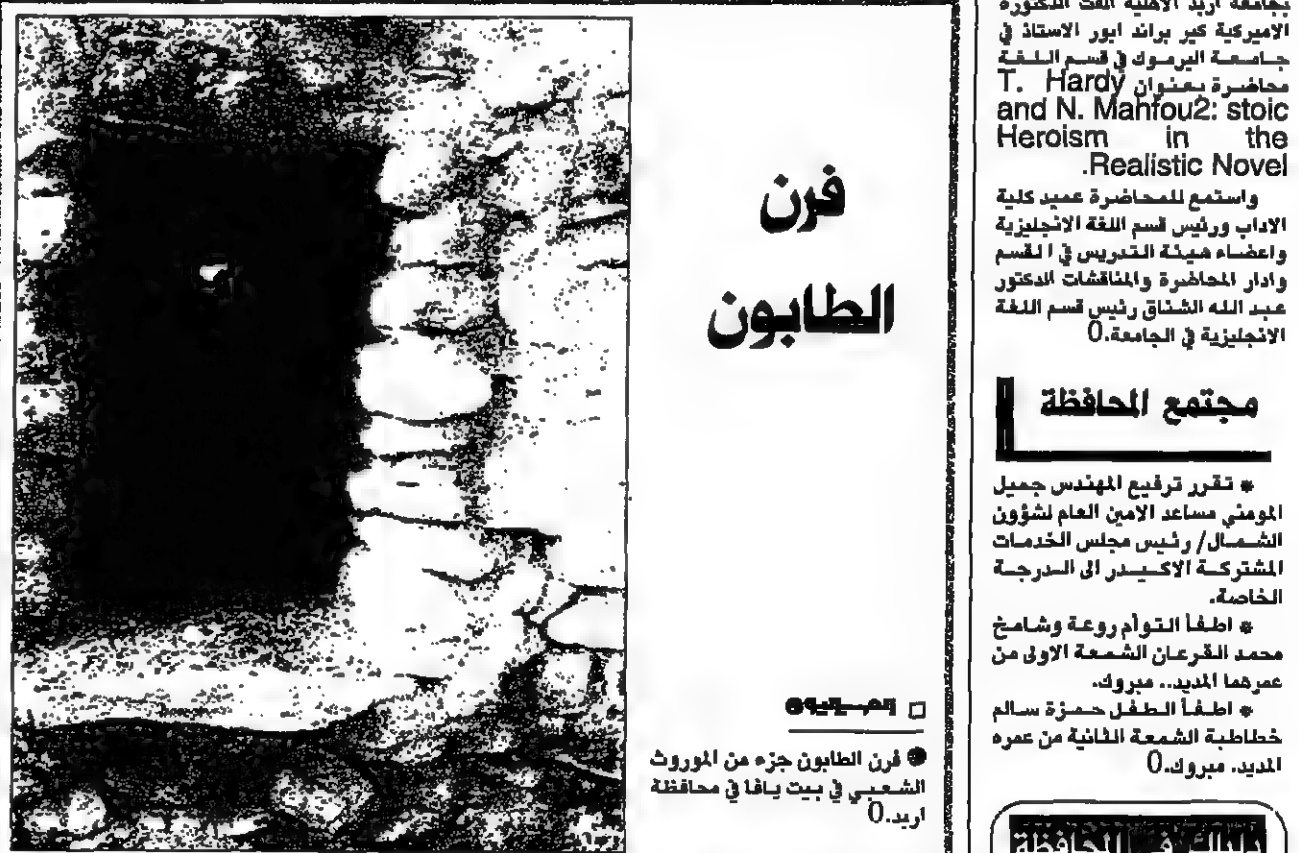 بجامعة اربد الاهلية القت الدكتورة
الاميركية كير براند ايور الاستاذ في
جامعة اليرموك في قسم اللغة
محاضرة بعنوان T. Hardy
and N. Mahfou2: stoic
Heroism in the
Realistic Novel.
واستمع للمحاضرة عميد كلية
الاداب ورئيس قسم اللغة الانجليزية
واعضاء هيئة التدريس في القسم
وادار المحاضرة والمناقشات الدكتور
عبد الله الشناق رئيس قسم اللغة
الانجليزية في الجامعة.0
مجتمع المحافظة
* تقرر ترفيع المهندس جميل
المومني مساعد الامين العام لشؤون
الشمال/ رئيس مجلس الخدمات
المشتركة الاكيدر الى الدرجة
الخاصة.
* اطفأ التوأم روعة وشامخ
محمد القرعان الشمعة الاولى من
عمرهما المديد.. مبروك.
* اطفأ الطفل حمزة سالم
خطاطبة الشمعة الثانية من عمره
المديد. مبروك.0
فرن
الطابون
● فرن الطابون جزء من الموروث
الشعبي في بيت يافا في محافظة
اربد.0